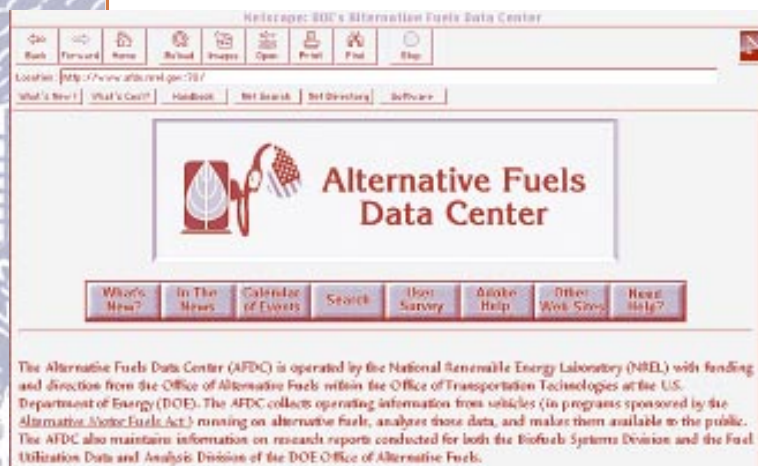 Netscape: DOE's Alternative Fuels Data Center
Back Forward Home Reload Images Open Print Find Stop
Location: http://www.afdc.nrel.gov:70/
What's New? What's Cool? Handbook Net Search Net Directory Software
Alternative Fuels
Data Center
What's New? In The News Calendar of Events Search User Survey Adobe Help Other Web Sites Need Help?
The Alternative Fuels Data Center (AFDC) is operated by the National Renewable Energy Laboratory (NREL) with funding
and direction from the Office of Alternative Fuels within the Office of Transportation Technologies at the U.S.
Department of Energy (DOE). The AFDC collects operating information from vehicles (in programs sponsored by the
Alternative Motor Fuels Act) running on alternative fuels, analyzes those data, and makes them available to the public.
The AFDC also maintains information on research reports conducted for both the Biofuels Systems Division and the Fuel
Utilization Data and Analysis Division of the DOE Office of Alternative Fuels.